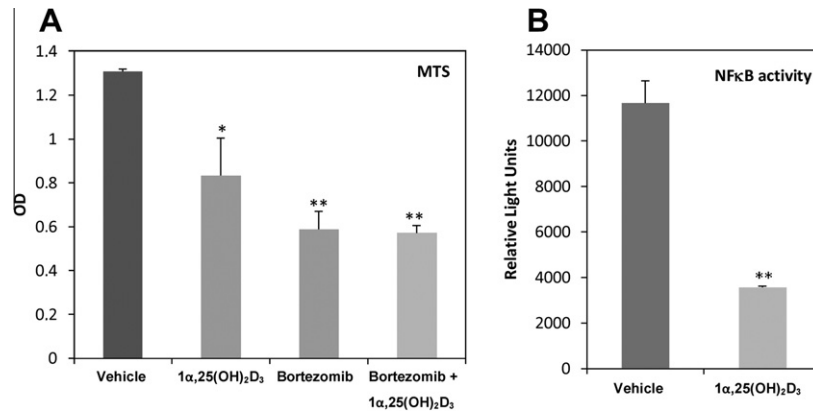 A
MTS
OD
1.4
1.2
1
0.8
0.6
0.4
0.2
0
*
**
**
Vehicle
1α,25(OH)₂D₃
Bortezomib
Bortezomib +
1α,25(OH)₂D₃
B
NFκB activity
Relative Light Units
14000
12000
10000
8000
6000
4000
2000
0
**
Vehicle
1α,25(OH)₂D₃